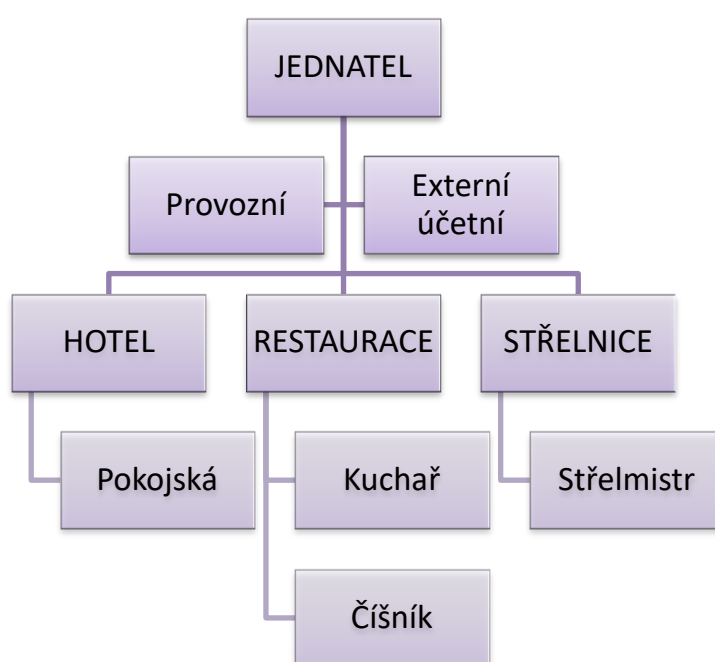 JEDNATEL
Provozní
Externí
účetní
HOTEL
RESTAURACE
STŘELNICE
Pokojská
Kuchař
Střelmistr
Číšník